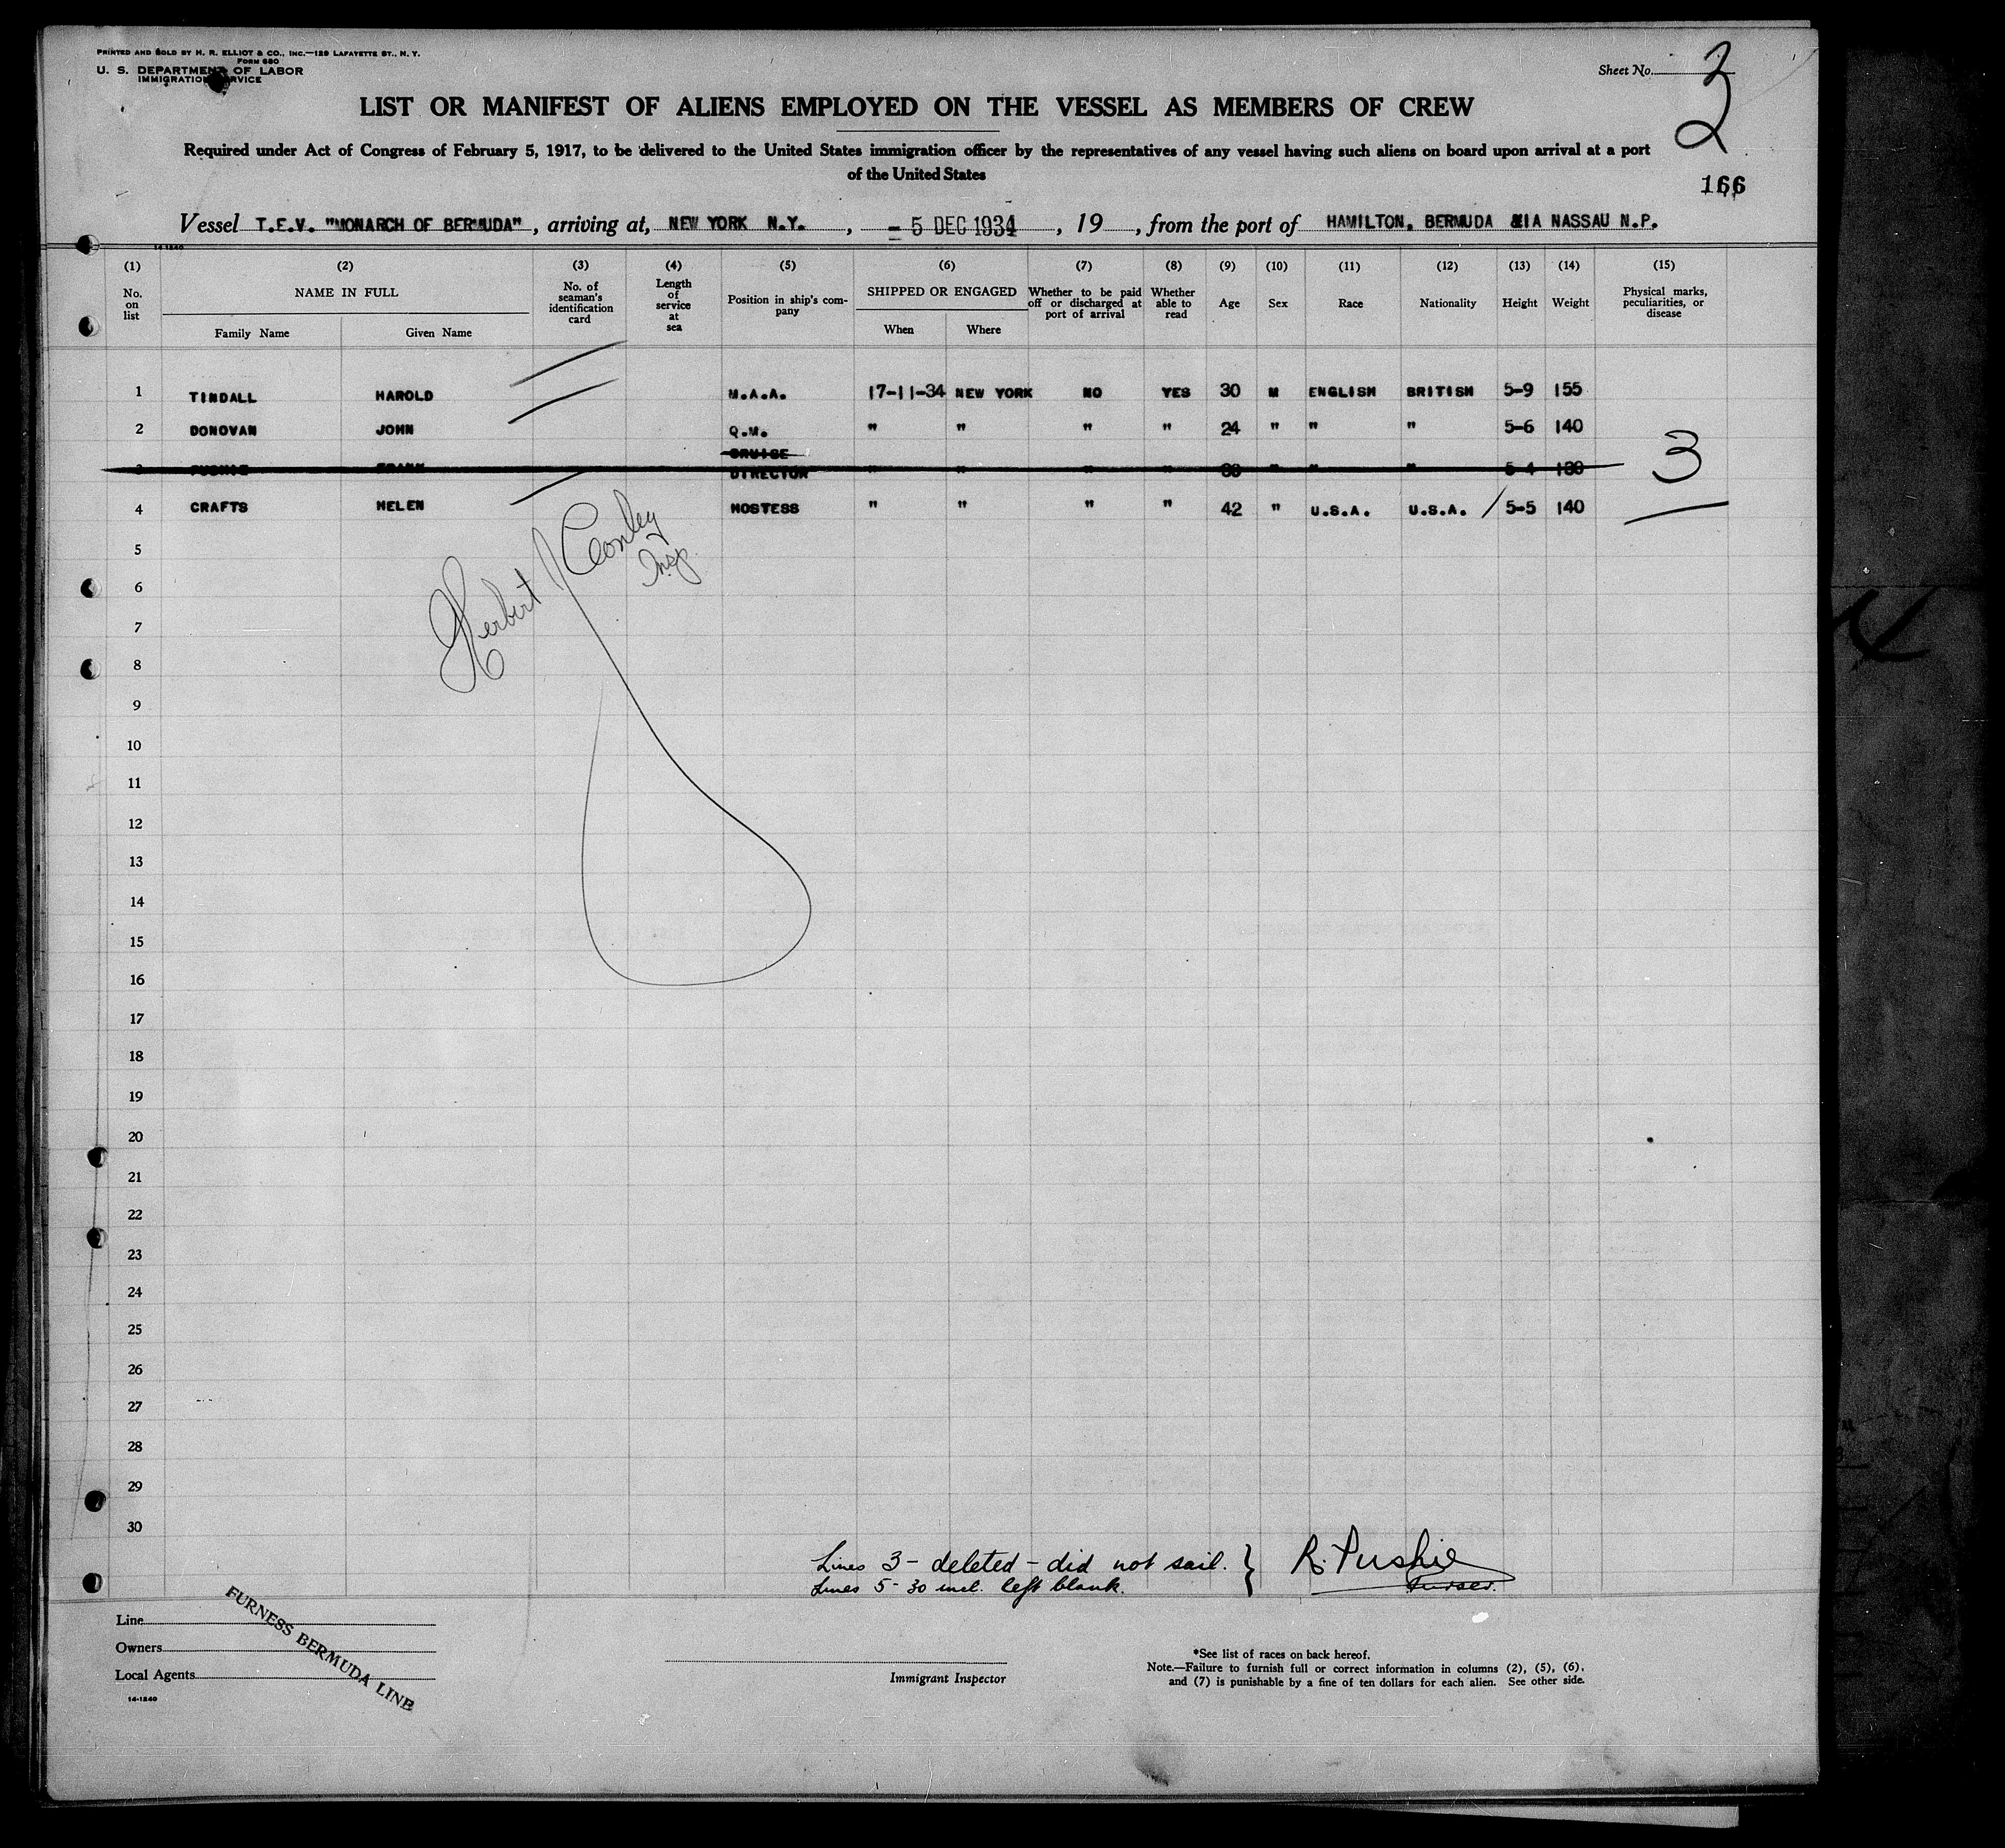 PRINTED AND SOLD BY H. R. ELLIOT & CO., INC.—129 LAFAYETTE ST., N. Y.
FORM 680
U. S. DEPARTMENT OF LABOR
IMMIGRATION SERVICE
Sheet No. 3
LIST OR MANIFEST OF ALIENS EMPLOYED ON THE VESSEL AS MEMBERS OF CREW
Required under Act of Congress of February 5, 1917, to be delivered to the United States immigration officer by the representatives of any vessel having such aliens on board upon arrival at a port
of the United States
166
Vessel T.E.V. "MONARCH OF BERMUDA", arriving at, NEW YORK N.Y., - 5 DEC 1934, 19 , from the port of HAMILTON, BERMUDA VIA NASSAU N.P.
14-1240
(1) (2) (3) (4) (5) (6) (7) (8) (9) (10) (11) (12) (13) (14) (15)
No. on list NAME IN FULL Family Name Given Name No. of seaman's identification card Length of service at sea Position in ship's company SHIPPED OR ENGAGED When Where Whether to be paid off or discharged at port of arrival Whether able to read Age Sex Race Nationality Height Weight Physical marks, peculiarities, or disease
1 TINDALL HAROLD M.A.A. 17-11-34 NEW YORK NO YES 30 M ENGLISH BRITISH 5-9 155
2 DONOVAN JOHN Q.M. " " " " 24 " " " 5-6 140
3 FRANK CRUISE DIRECTOR " " " " " " " 5-4
3
4 CRAFTS HELEN HOSTESS " " " " 42 " U.S.A. U.S.A. 5-5 140
Herbert J Conley
Insp.
5
6
7
8
9
10
11
12
13
14
15
16
17
18
19
20
21
22
23
24
25
26
27
28
29
30
Lines 3 - deleted - did not sail. } R. Pushie
Lines 5-30 incl. left blank. Purser.
Line
Owners
Local Agents
FURNESS BERMUDA LINE
14-1240
Immigrant Inspector
*See list of races on back hereof.
Note.—Failure to furnish full or correct information in columns (2), (5), (6),
and (7) is punishable by a fine of ten dollars for each alien. See other side.